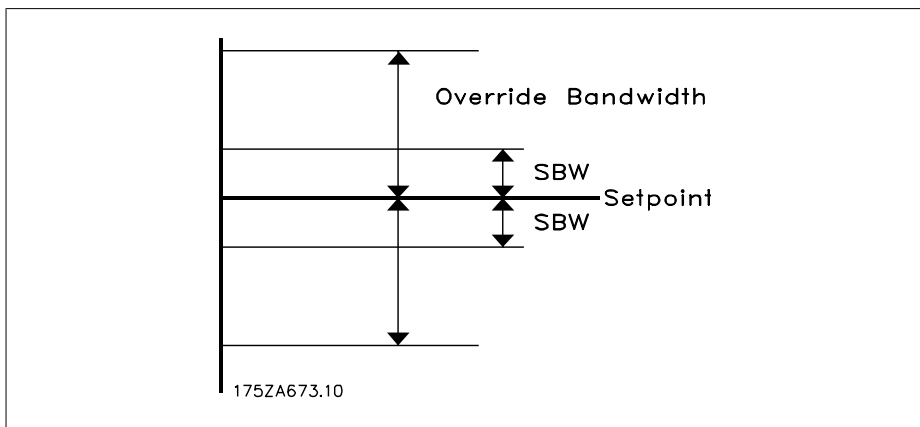 Override Bandwidth
SBW
Setpoint
SBW
175ZA673.10